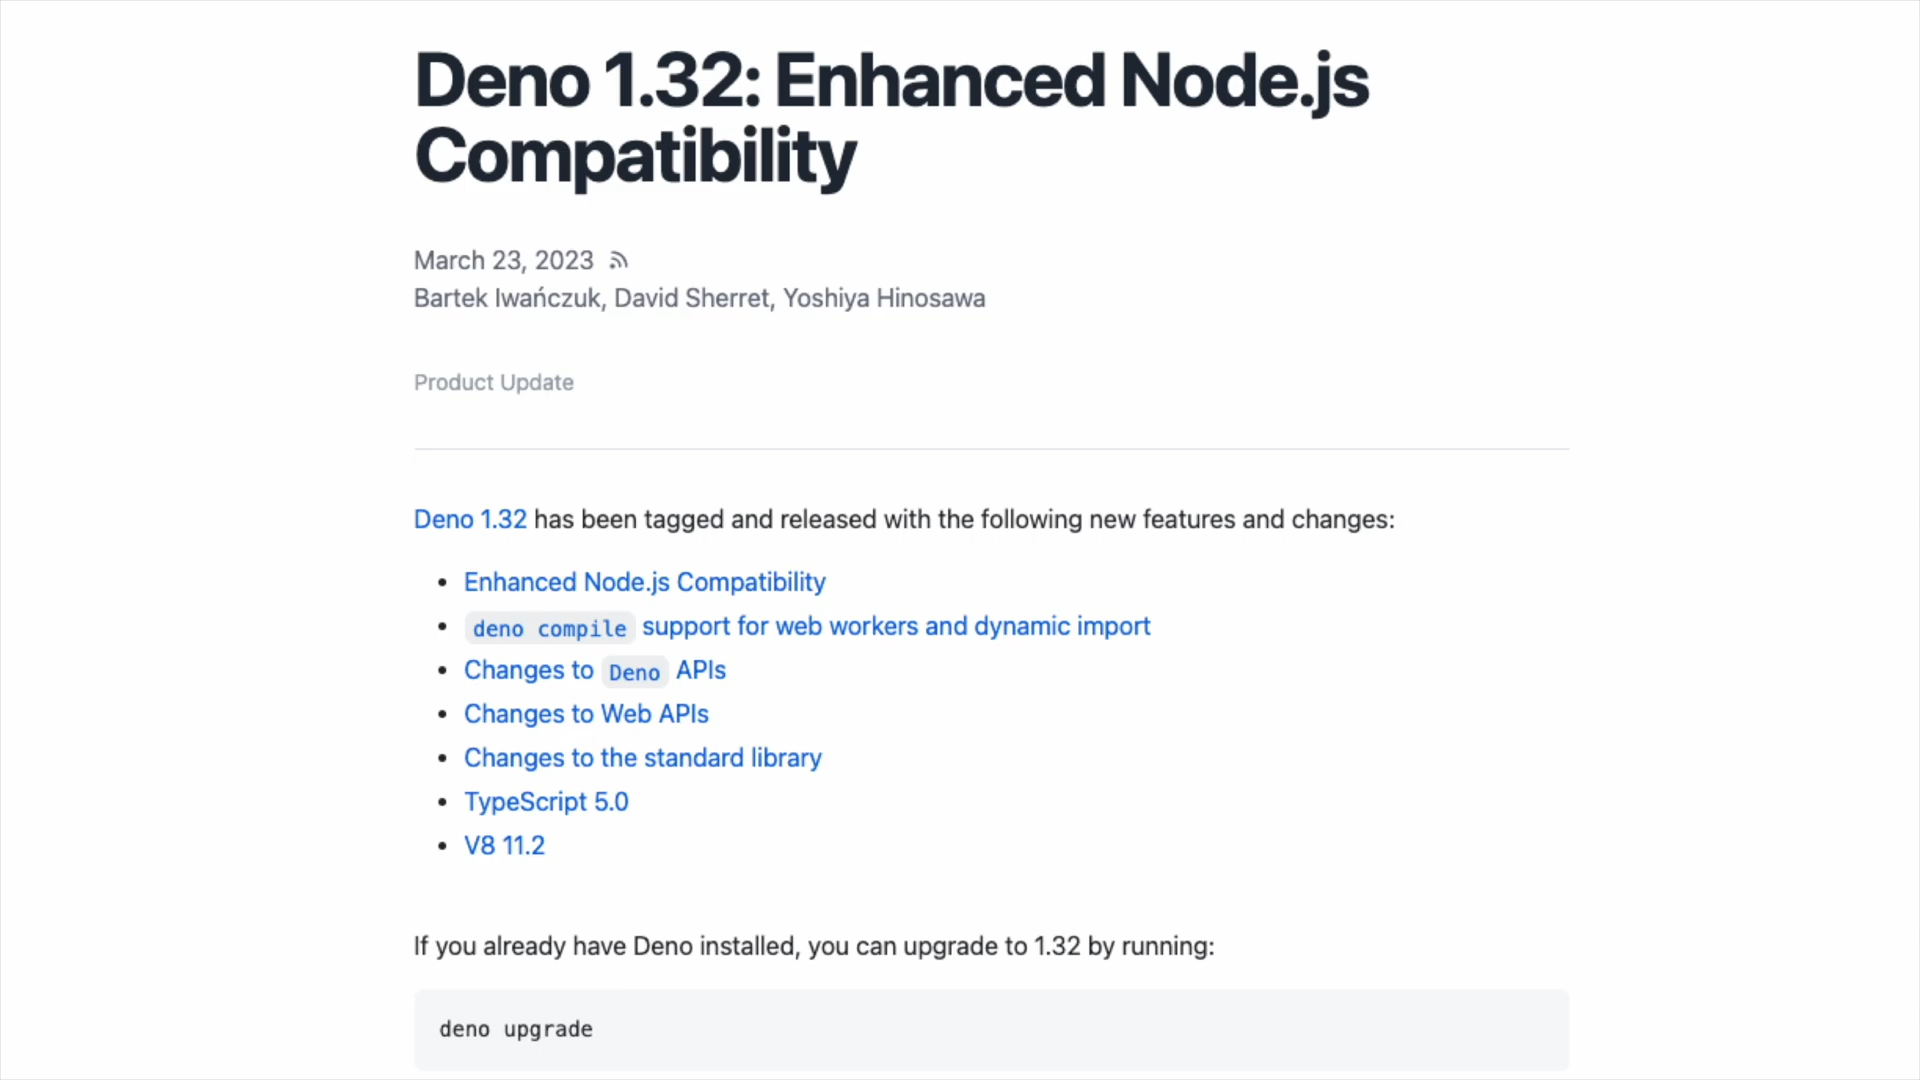 Deno 1.32: Enhanced Node.js
Compatibility
March 23, 2023
Bartek Iwańczuk, David Sherret, Yoshiya Hinosawa
Product Update
Deno 1.32 has been tagged and released with the following new features and changes:
• Enhanced Node.js Compatibility
• deno compile support for web workers and dynamic import
• Changes to Deno APIs
• Changes to Web APIs
• Changes to the standard library
• TypeScript 5.0
• V8 11.2
If you already have Deno installed, you can upgrade to 1.32 by running:
deno upgrade